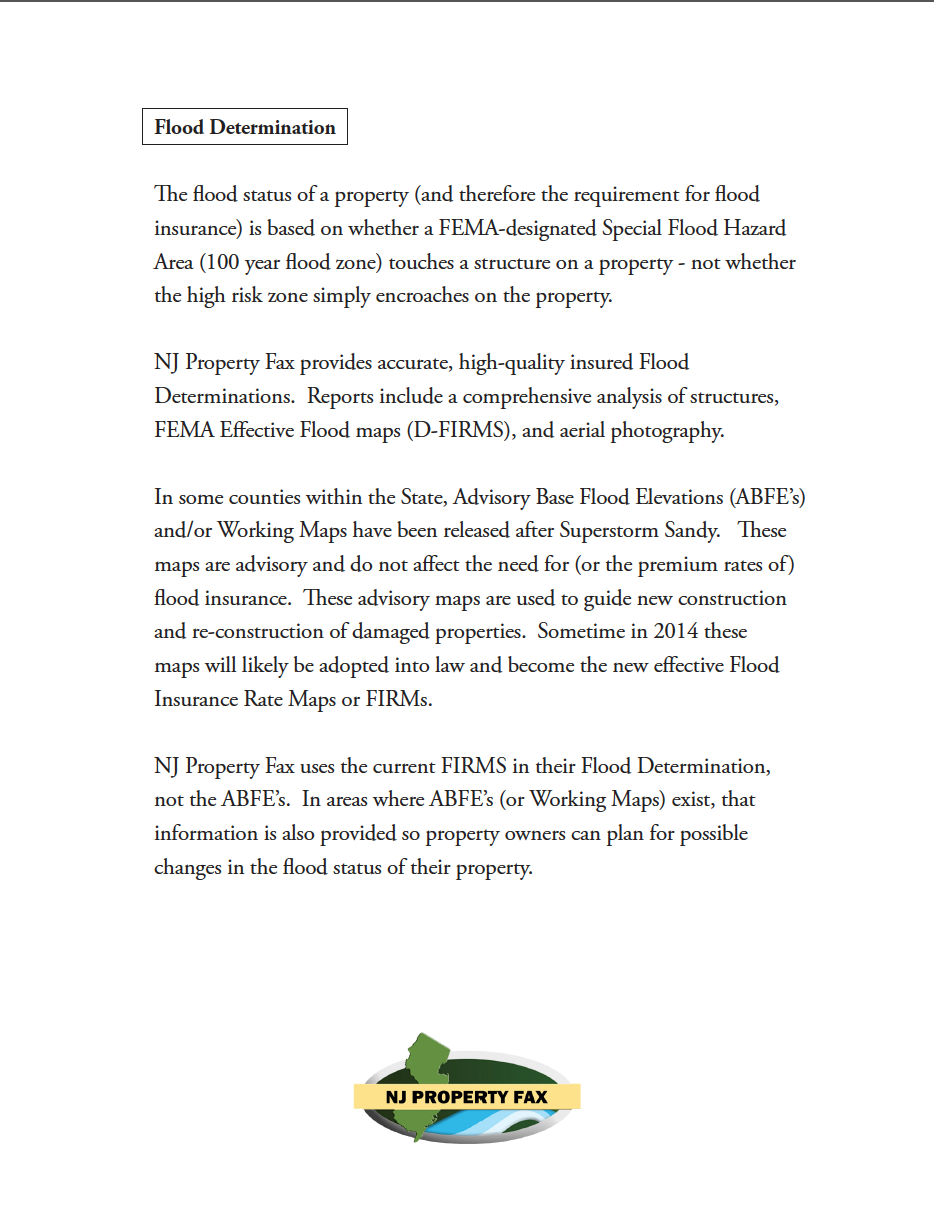 Flood Determination
The flood status of a property (and therefore the requirement for flood
insurance) is based on whether a FEMA-designated Special Flood Hazard
Area (100 year flood zone) touches a structure on a property - not whether
the high risk zone simply encroaches on the property.
NJ Property Fax provides accurate, high-quality insured Flood
Determinations.  Reports include a comprehensive analysis of structures,
FEMA Effective Flood maps (D-FIRMS), and aerial photography.
In some counties within the State, Advisory Base Flood Elevations (ABFE’s)
and/or Working Maps have been released after Superstorm Sandy.   These
maps are advisory and do not affect the need for (or the premium rates of)
flood insurance.  These advisory maps are used to guide new construction
and re-construction of damaged properties.  Sometime in 2014 these
maps will likely be adopted into law and become the new effective Flood
Insurance Rate Maps or FIRMs.
NJ Property Fax uses the current FIRMS in their Flood Determination,
not the ABFE’s.  In areas where ABFE’s (or Working Maps) exist, that
information is also provided so property owners can plan for possible
changes in the flood status of their property.
NJ PROPERTY FAX